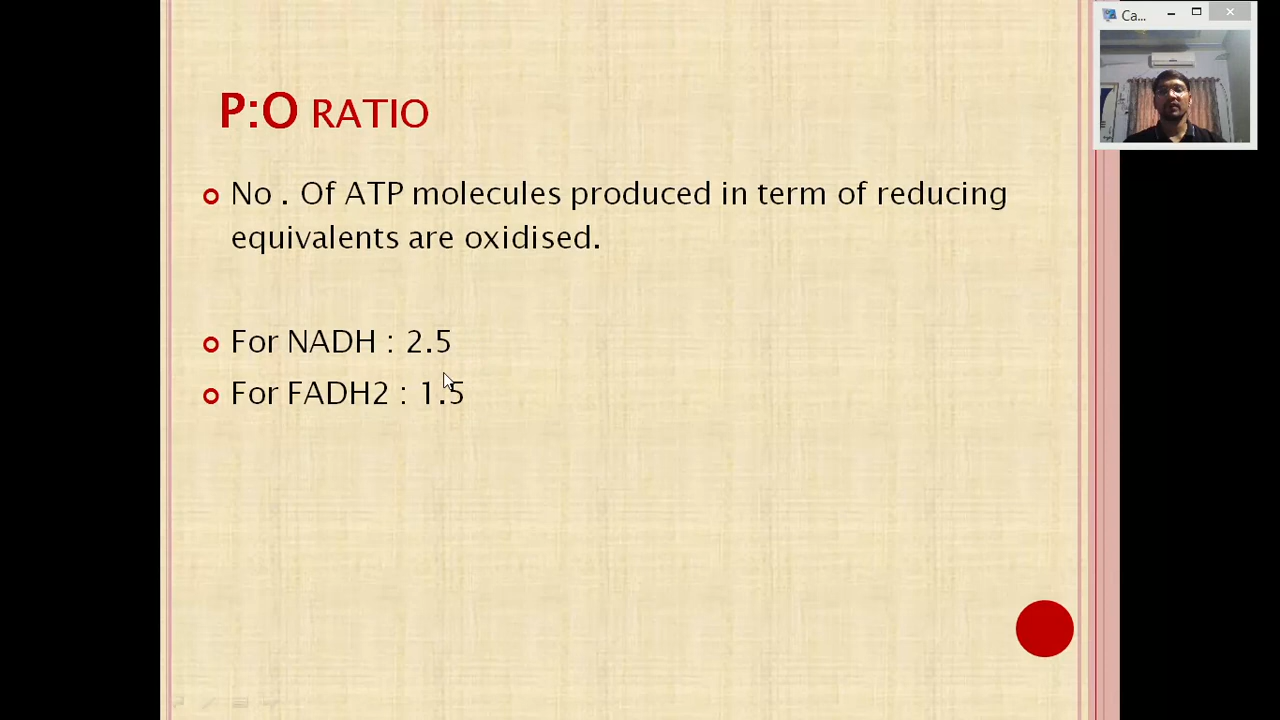 Ca...
P:O RATIO
No . Of ATP molecules produced in term of reducing
equivalents are oxidised.
For NADH : 2.5
For FADH2 : 1.5